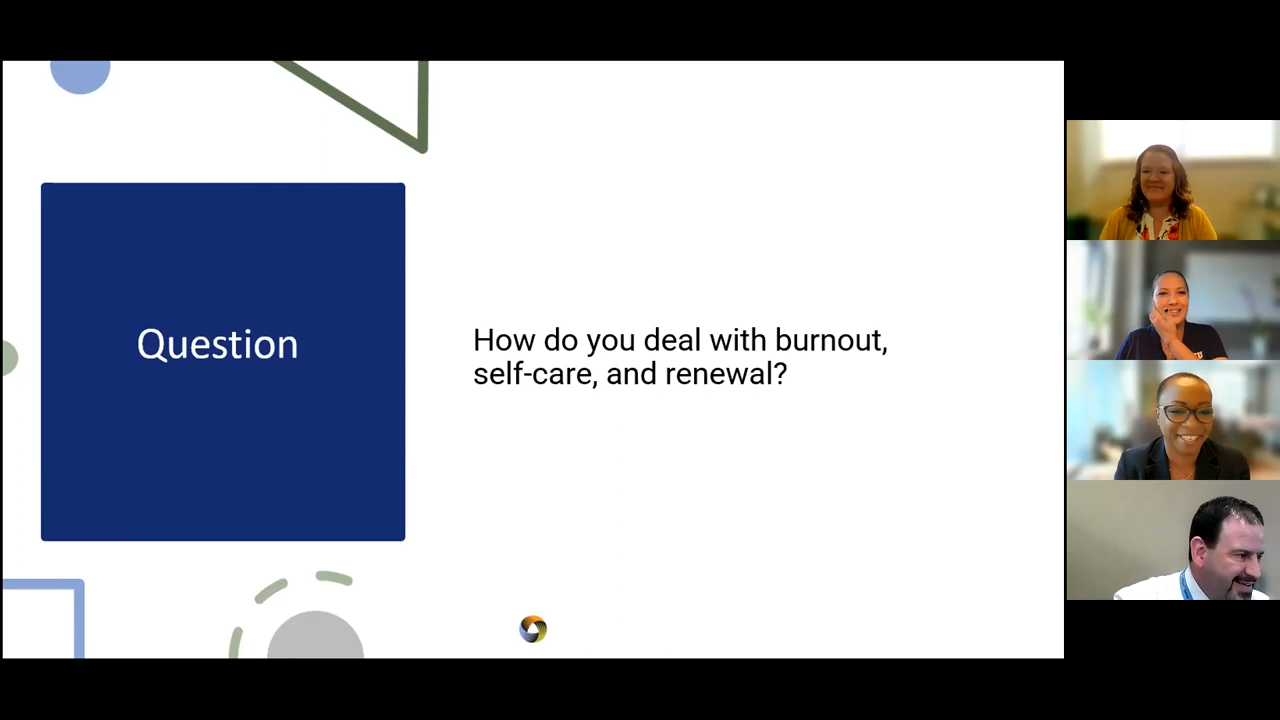 Question
How do you deal with burnout,
self-care, and renewal?